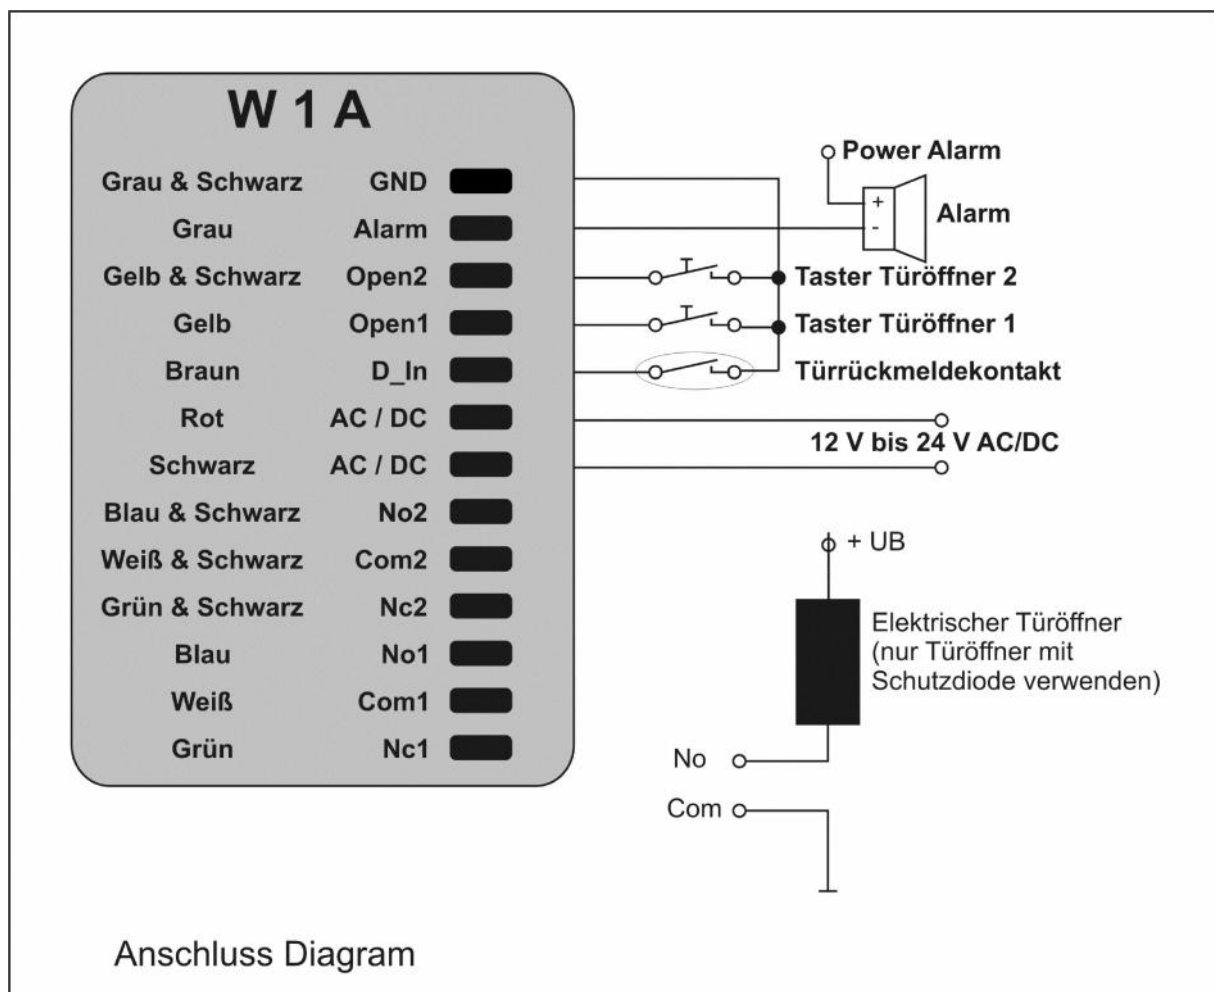 W 1 A
Grau & Schwarz GND
Grau Alarm
Gelb & Schwarz Open2
Gelb Open1
Braun D_In
Rot AC / DC
Schwarz AC / DC
Blau & Schwarz No2
Weiß & Schwarz Com2
Grün & Schwarz Nc2
Blau No1
Weiß Com1
Grün Nc1
Power Alarm
+
-
Alarm
Taster Türöffner 2
Taster Türöffner 1
Türrückmeldekontakt
12 V bis 24 V AC/DC
+ UB
Elektrischer Türöffner
(nur Türöffner mit
Schutzdiode verwenden)
No
Com
Anschluss Diagram